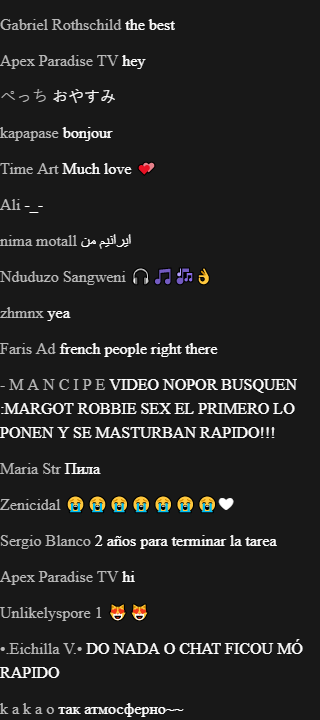 Gabriel Rothschild the best
Apex Paradise TV hey
ぺっち おやすみ
kapapase bonjour
Time Art Much love 💕
Ali -_-
nima motall ایرانیم من
Nduduzo Sangweni 🎧 🎵 🎶 👌
zhmnx yea
Faris Ad french people right there
- M A N C I P E VIDEO NOPOR BUSQUEN
:MARGOT ROBBIE SEX EL PRIMERO LO
PONEN Y SE MASTURBAN RAPIDO!!!
Maria Str Пила
Zenicidal 😭 😭 😭 😭 😭 😭 😭 🤍
Sergio Blanco 2 años para terminar la tarea
Apex Paradise TV hi
Unlikelyspore 1 😻 😻
•.Eichilla V.• DO NADA O CHAT FICOU MÓ
RAPIDO
k a k a o так атмосферно~~